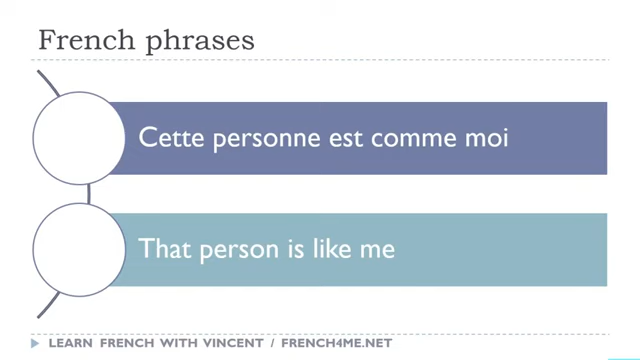 French phrases
Cette personne est comme moi
That person is like me
LEARN FRENCH WITH VINCENT / FRENCH4ME.NET